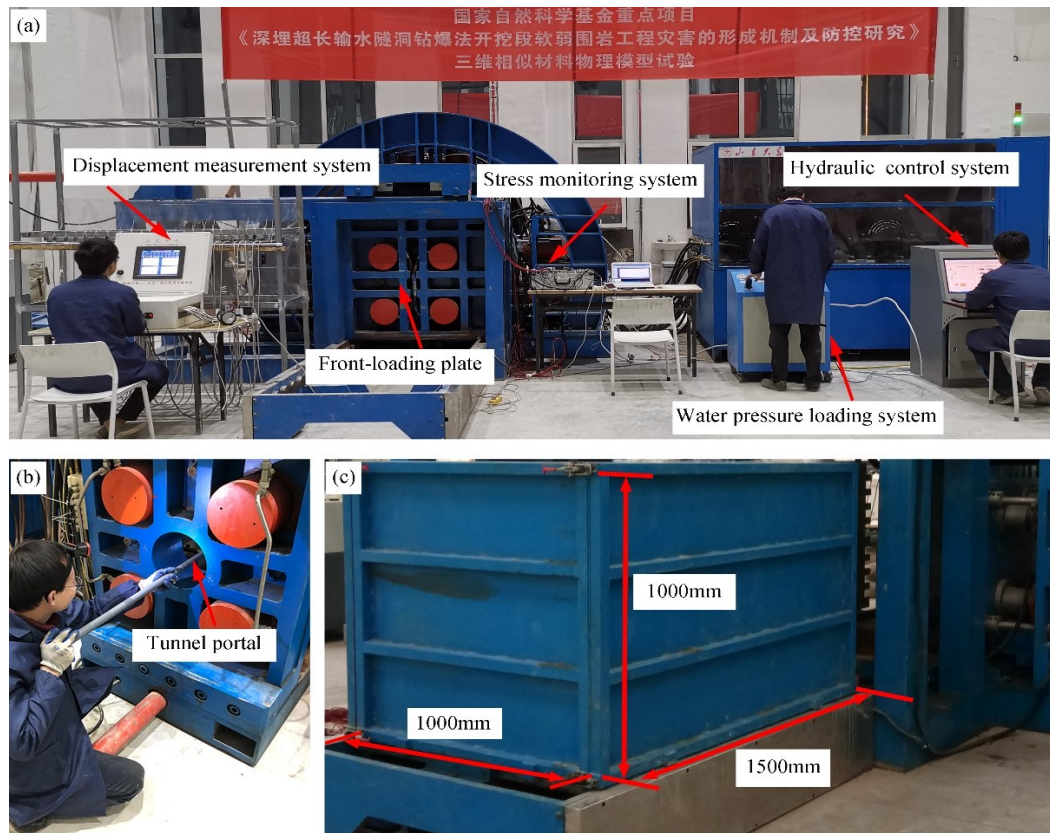 (a)
国家自然科学基金重点项目
《深埋超长输水隧洞钻爆法开挖段软弱围岩工程灾害的形成机制及防控研究》
三维相似材料物理模型试验
Displacement measurement system
Stress monitoring system
Hydraulic control system
Front-loading plate
Water pressure loading system
(b)
Tunnel portal
(c)
1000mm
1000mm
1500mm